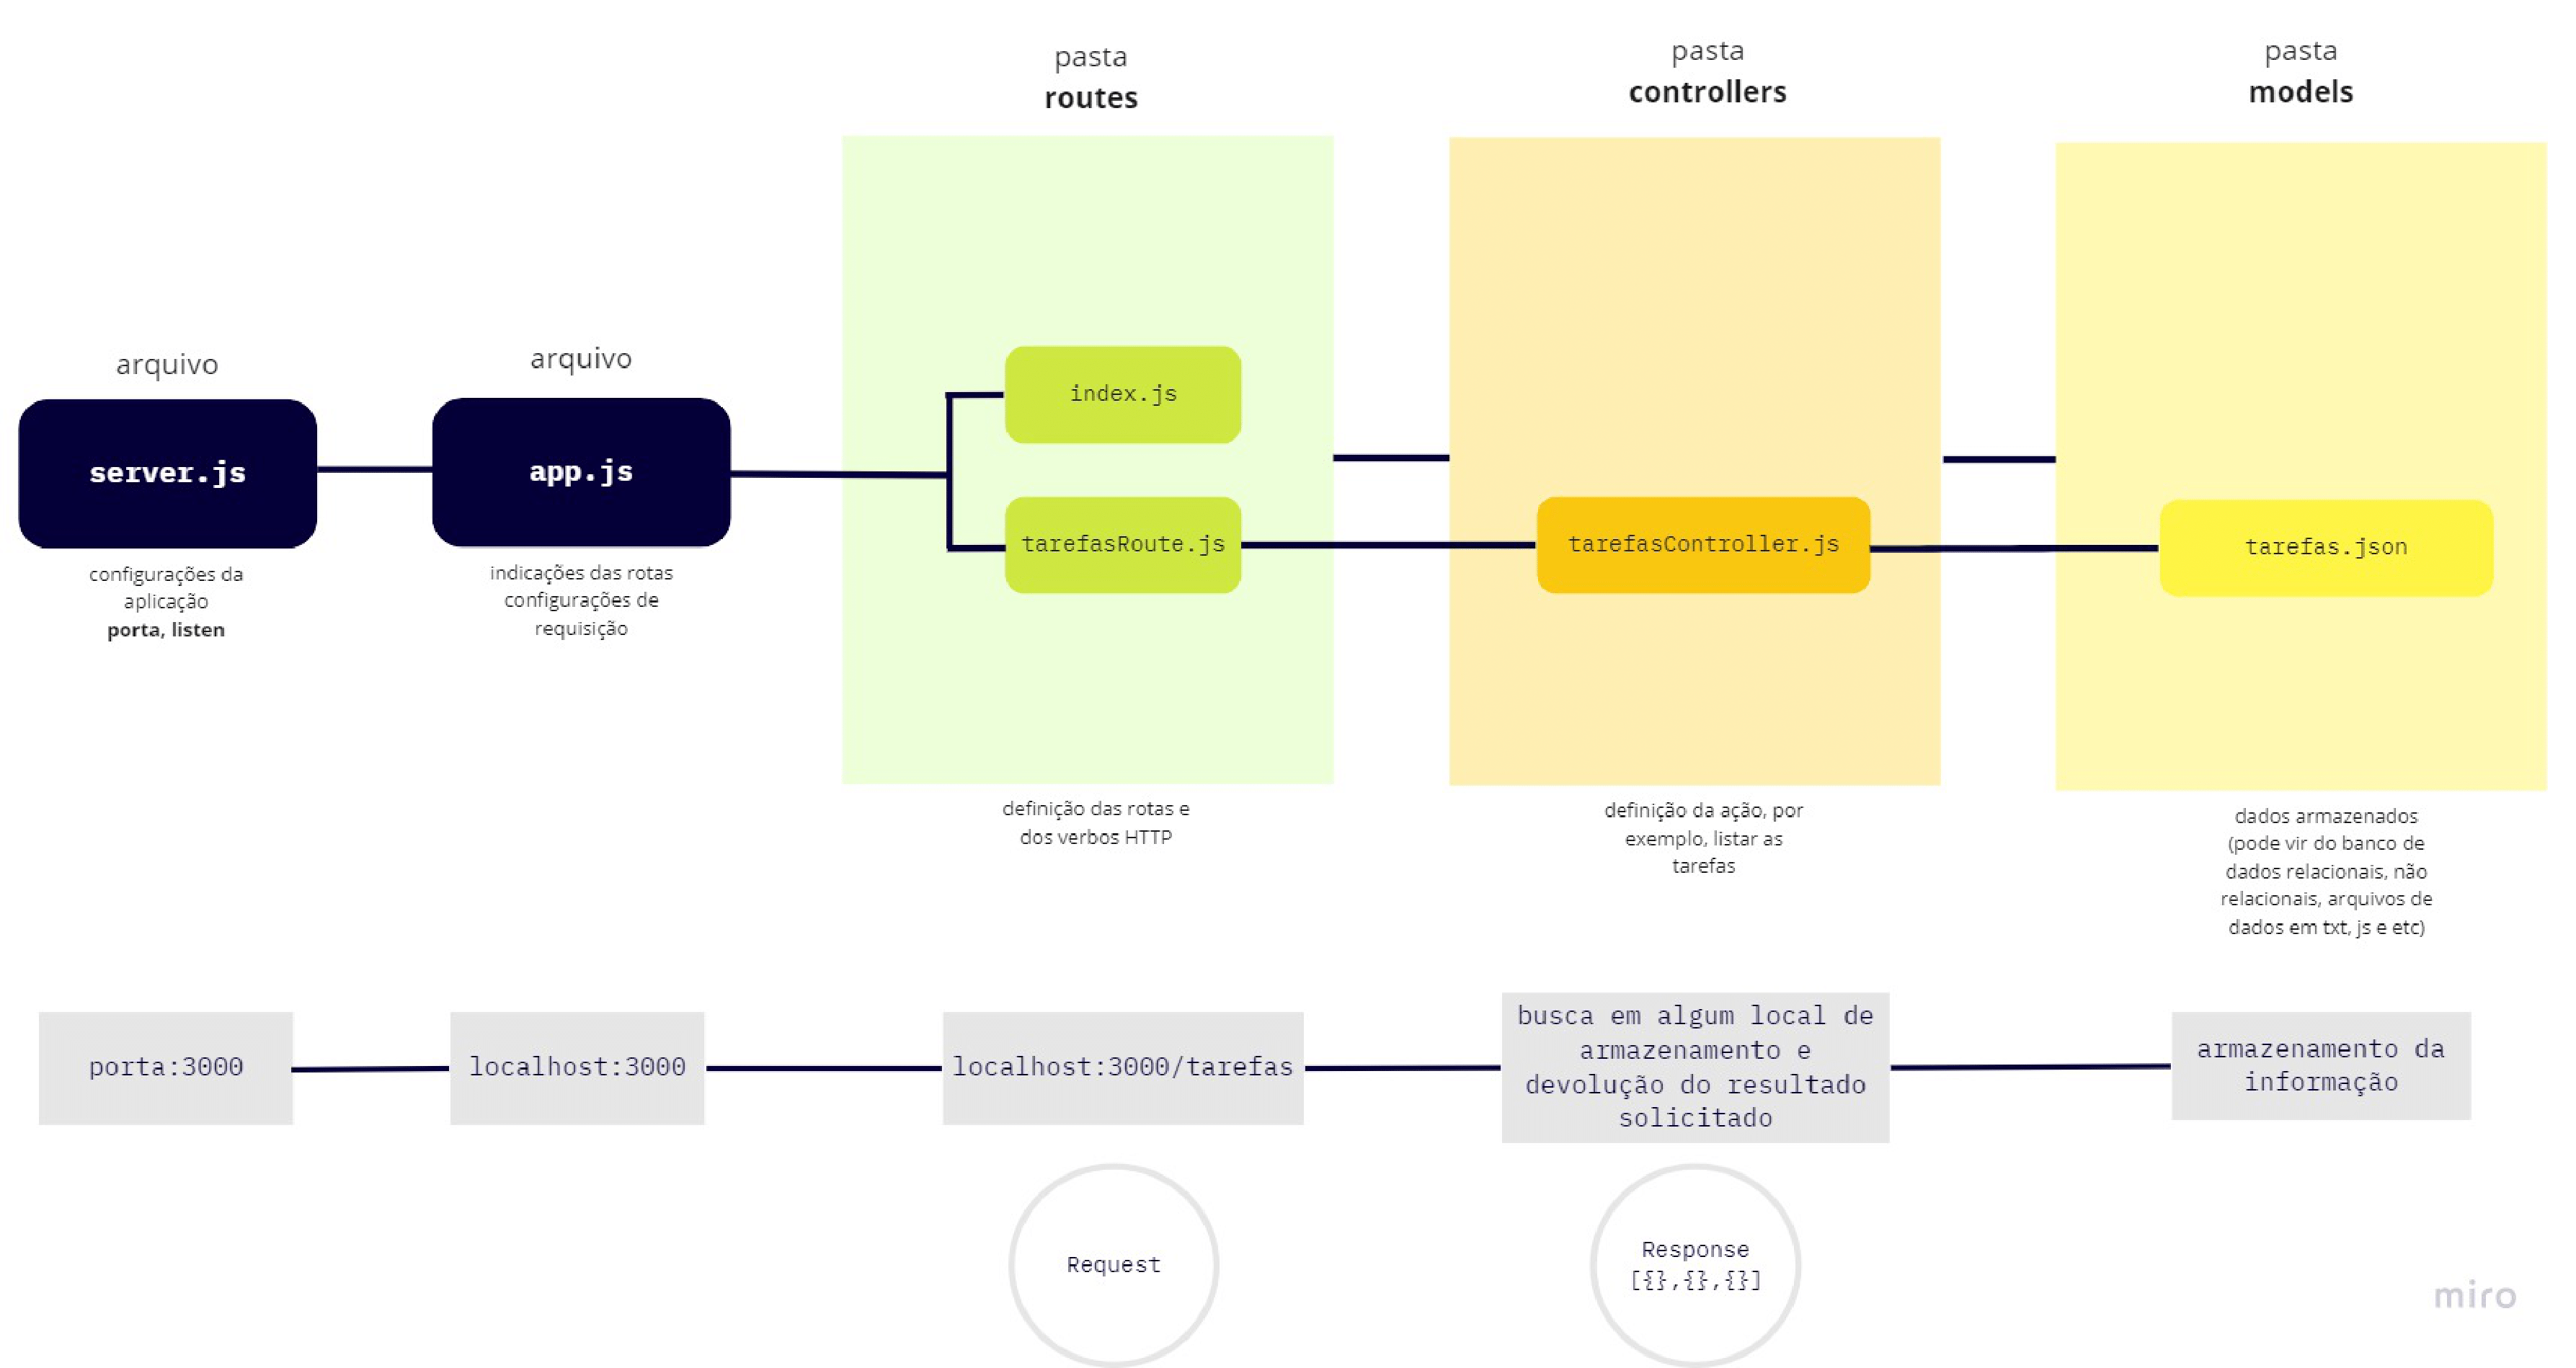 pasta
routes
pasta
controllers
pasta
models
arquivo
server.js
configurações da
aplicação
porta, listen
arquivo
app.js
indicações das rotas
configurações de
requisição
index.js
tarefasRoute.js
definição das rotas e
dos verbos HTTP
tarefasController.js
definição da ação, por
exemplo, listar as
tarefas
tarefas.json
dados armazenados
(pode vir do banco de
dados relacionais, não
relacionais, arquivos de
dados em txt, js e etc)
porta:3000
localhost:3000
localhost:3000/tarefas
busca em algum local de
armazenamento e
devolução do resultado
solicitado
armazenamento da
informação
Request
Response
[{},{},{}]
miro